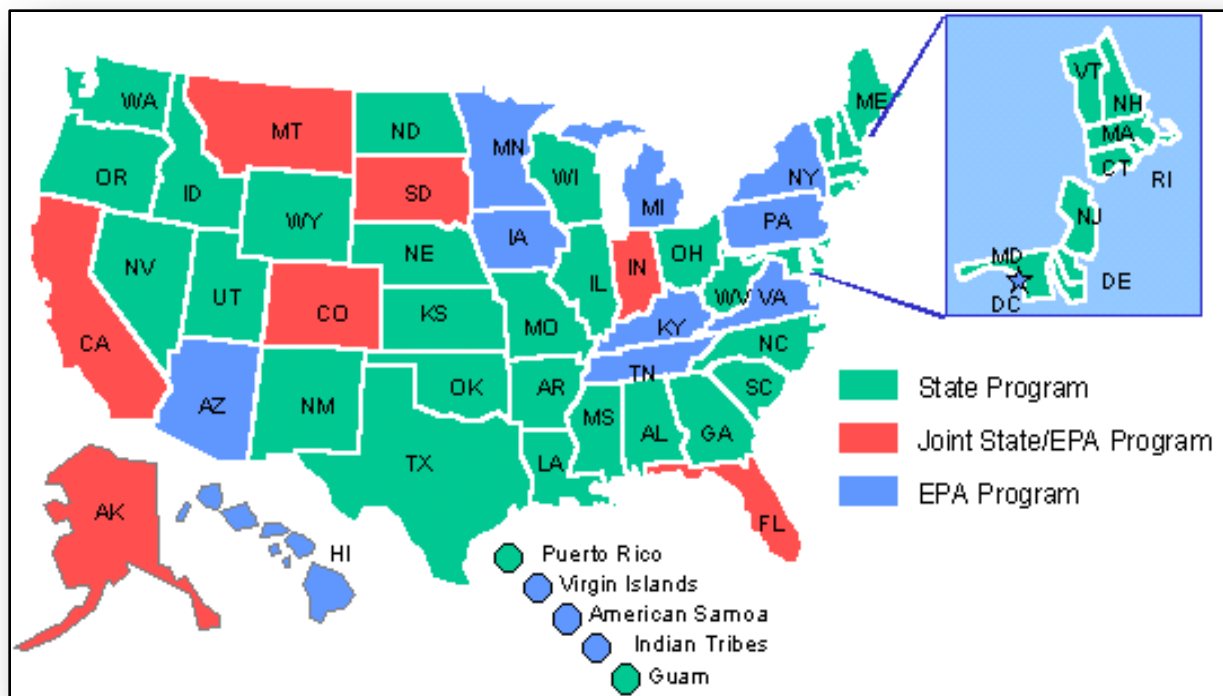 WA
MT
ND
MN
ME
OR
ID
SD
WI
NY
WY
MI
PA
IA
NE
NV
UT
CO
KS
IL
IN
OH
WV
VA
CA
MO
KY
NC
TN
AZ
NM
OK
AR
SC
MS
AL
GA
TX
LA
FL
AK
HI
VT
NH
MA
CT
RI
NJ
MD
DE
DC
State Program
Joint State/EPA Program
EPA Program
Puerto Rico
Virgin Islands
American Samoa
Indian Tribes
Guam